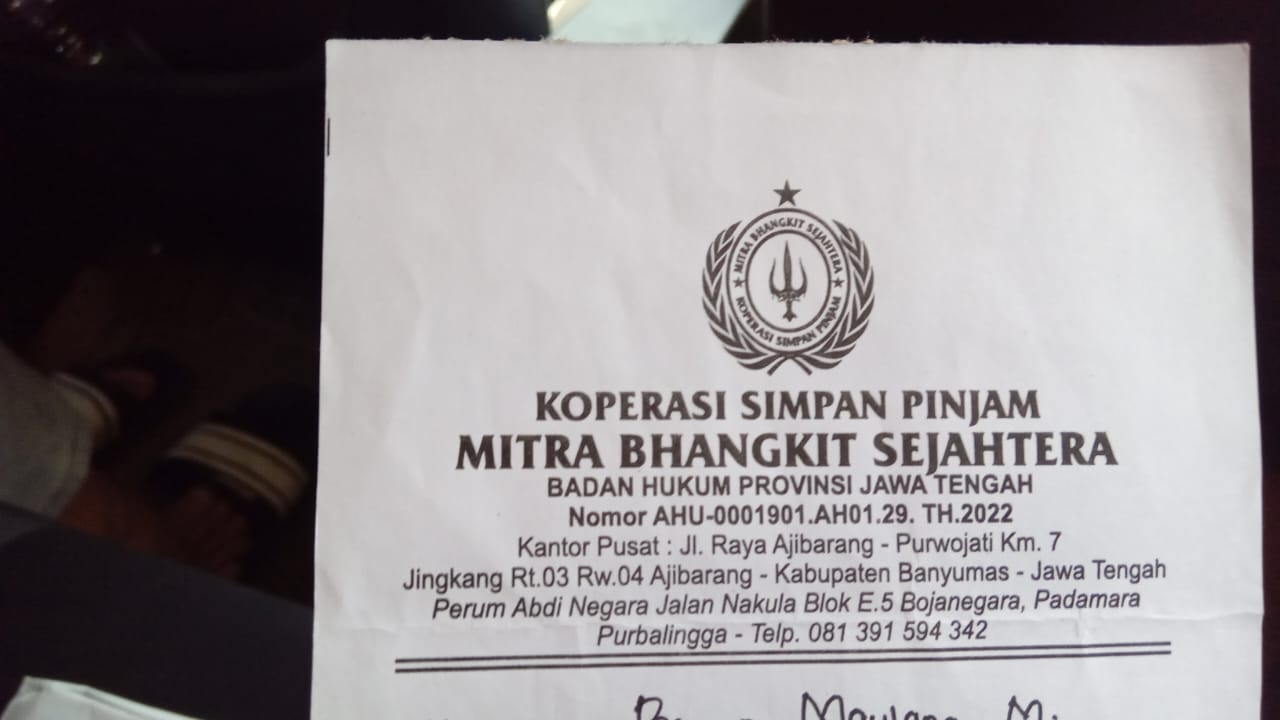 MITRA BHANGKIT SEJAHTERA
KOPERASI SIMPAN PINJAM
KOPERASI SIMPAN PINJAM
MITRA BHANGKIT SEJAHTERA
BADAN HUKUM PROVINSI JAWA TENGAH
Nomor AHU-0001901.AH01.29. TH.2022
Kantor Pusat : Jl. Raya Ajibarang - Purwojati Km. 7
Jingkang Rt.03 Rw.04 Ajibarang - Kabupaten Banyumas - Jawa Tengah
Perum Abdi Negara Jalan Nakula Blok E.5 Bojanegara, Padamara
Purbalingga - Telp. 081 391 594 342
Maulana M.